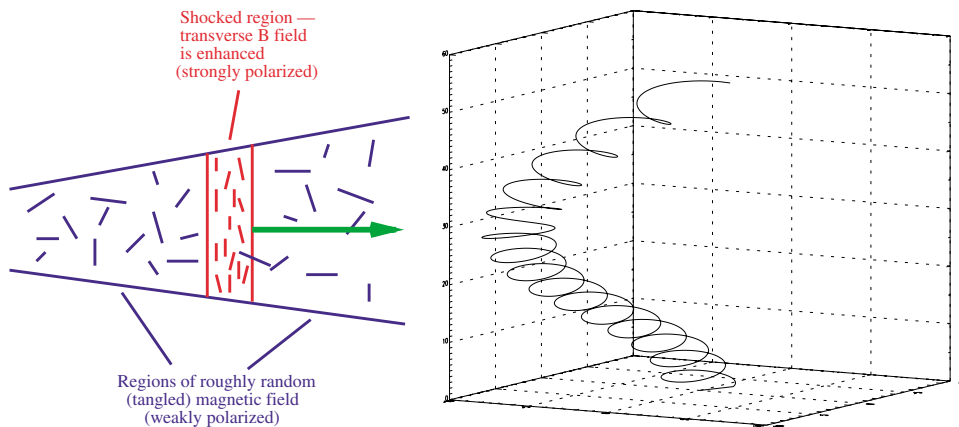 Shocked region —
transverse B field
is enhanced
(strongly polarized)
Regions of roughly random
(tangled) magnetic field
(weakly polarized)
60
50
40
30
20
10
0